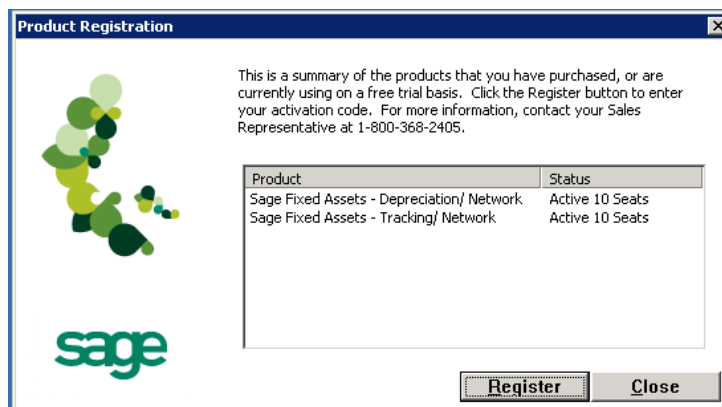 Product Registration
This is a summary of the products that you have purchased, or are
currently using on a free trial basis. Click the Register button to enter
your activation code. For more information, contact your Sales
Representative at 1-800-368-2405.
Product Status
Sage Fixed Assets - Depreciation/ Network Active 10 Seats
Sage Fixed Assets - Tracking/ Network Active 10 Seats
sage
Register Close